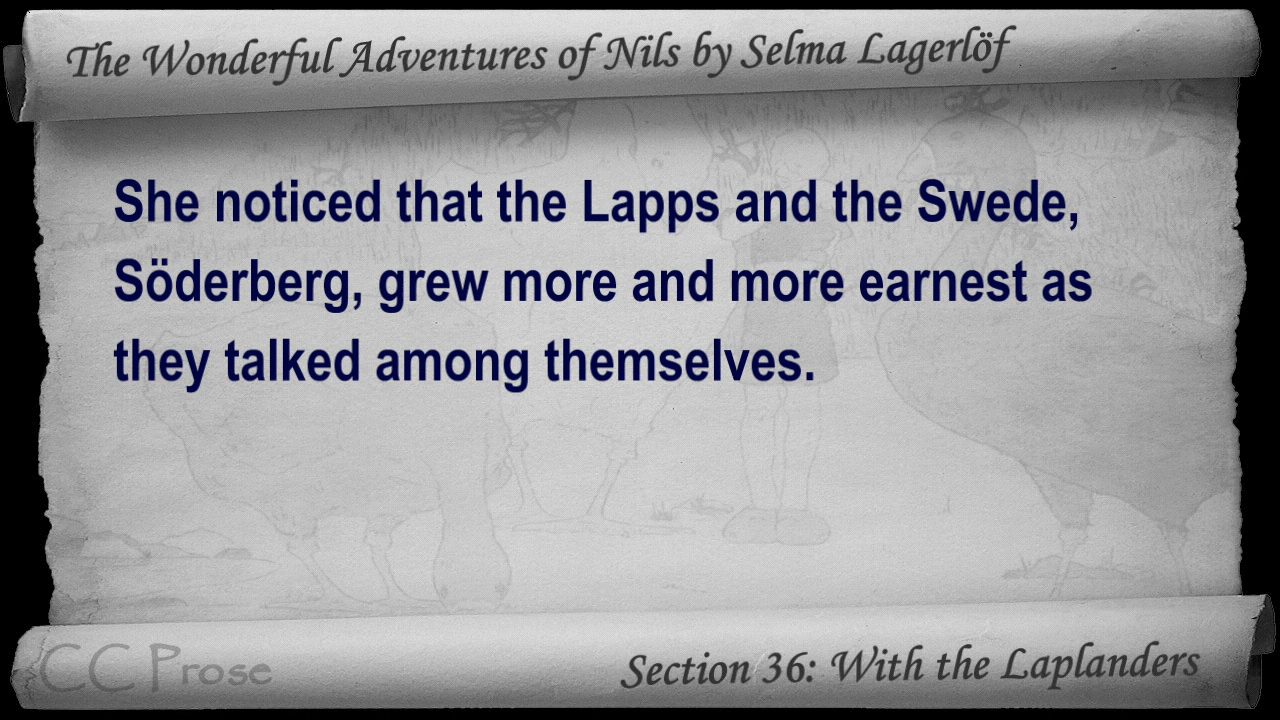 The Wonderful Adventures of Nils by Selma Lagerlöf
She noticed that the Lapps and the Swede,
Söderberg, grew more and more earnest as
they talked among themselves.
CC Prose
Section 36: With the Laplanders